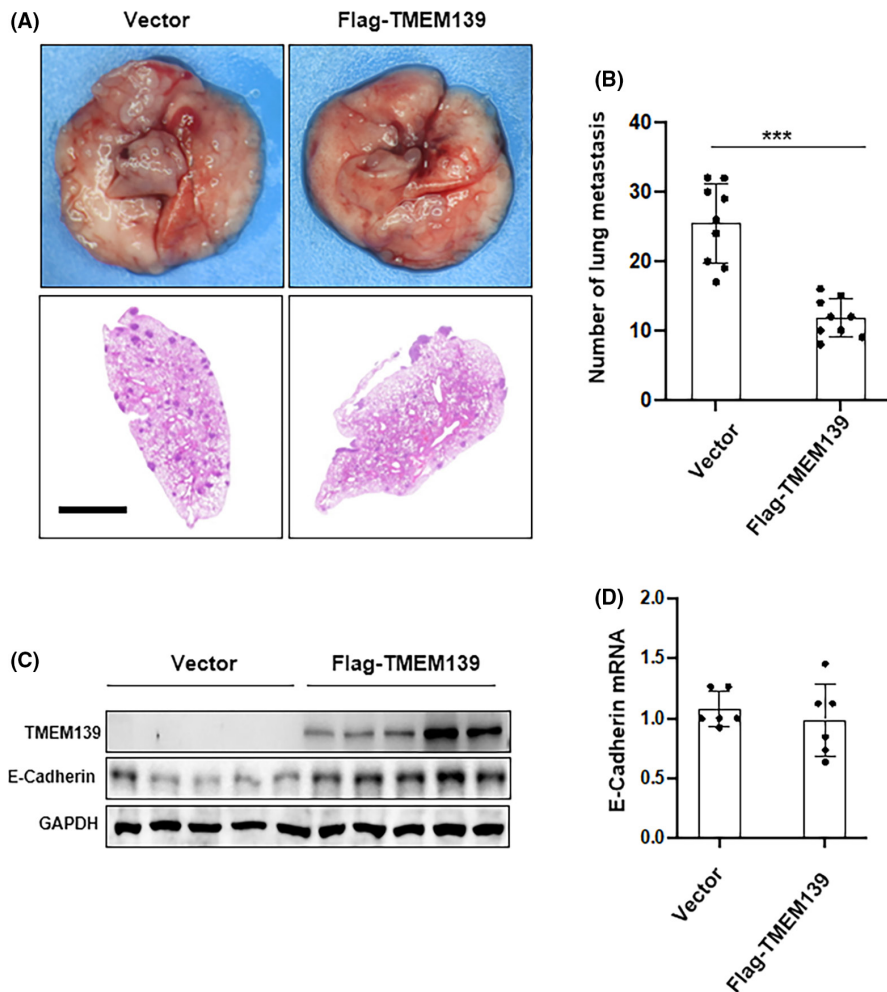 (A)
Vector
Flag-TMEM139
(B)
Number of lung metastasis
40
30
20
10
0
***
Vector
Flag-TMEM139
(C)
Vector
Flag-TMEM139
TMEM139
E-Cadherin
GAPDH
(D)
E-Cadherin mRNA
2.0
1.5
1.0
0.5
0.0
Vector
Flag-TMEM139